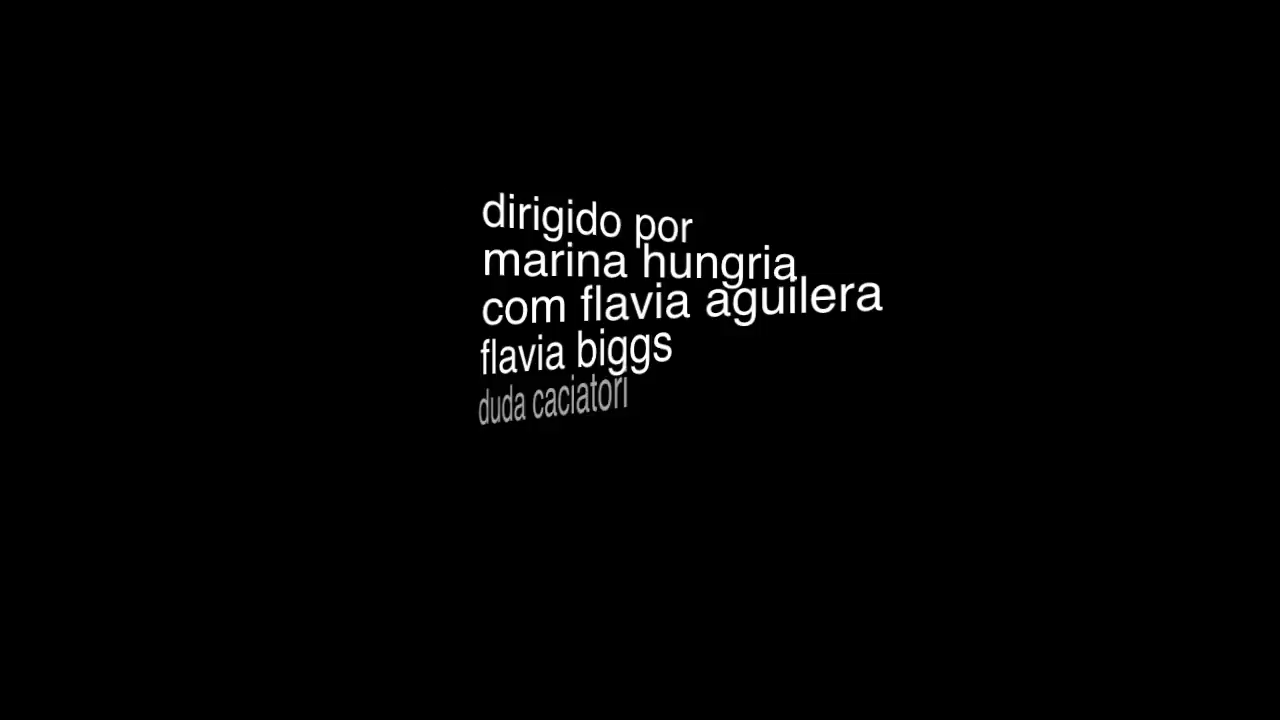 dirigido por
marina hungria
com flavia aguilera
flavia biggs
duda caciatori